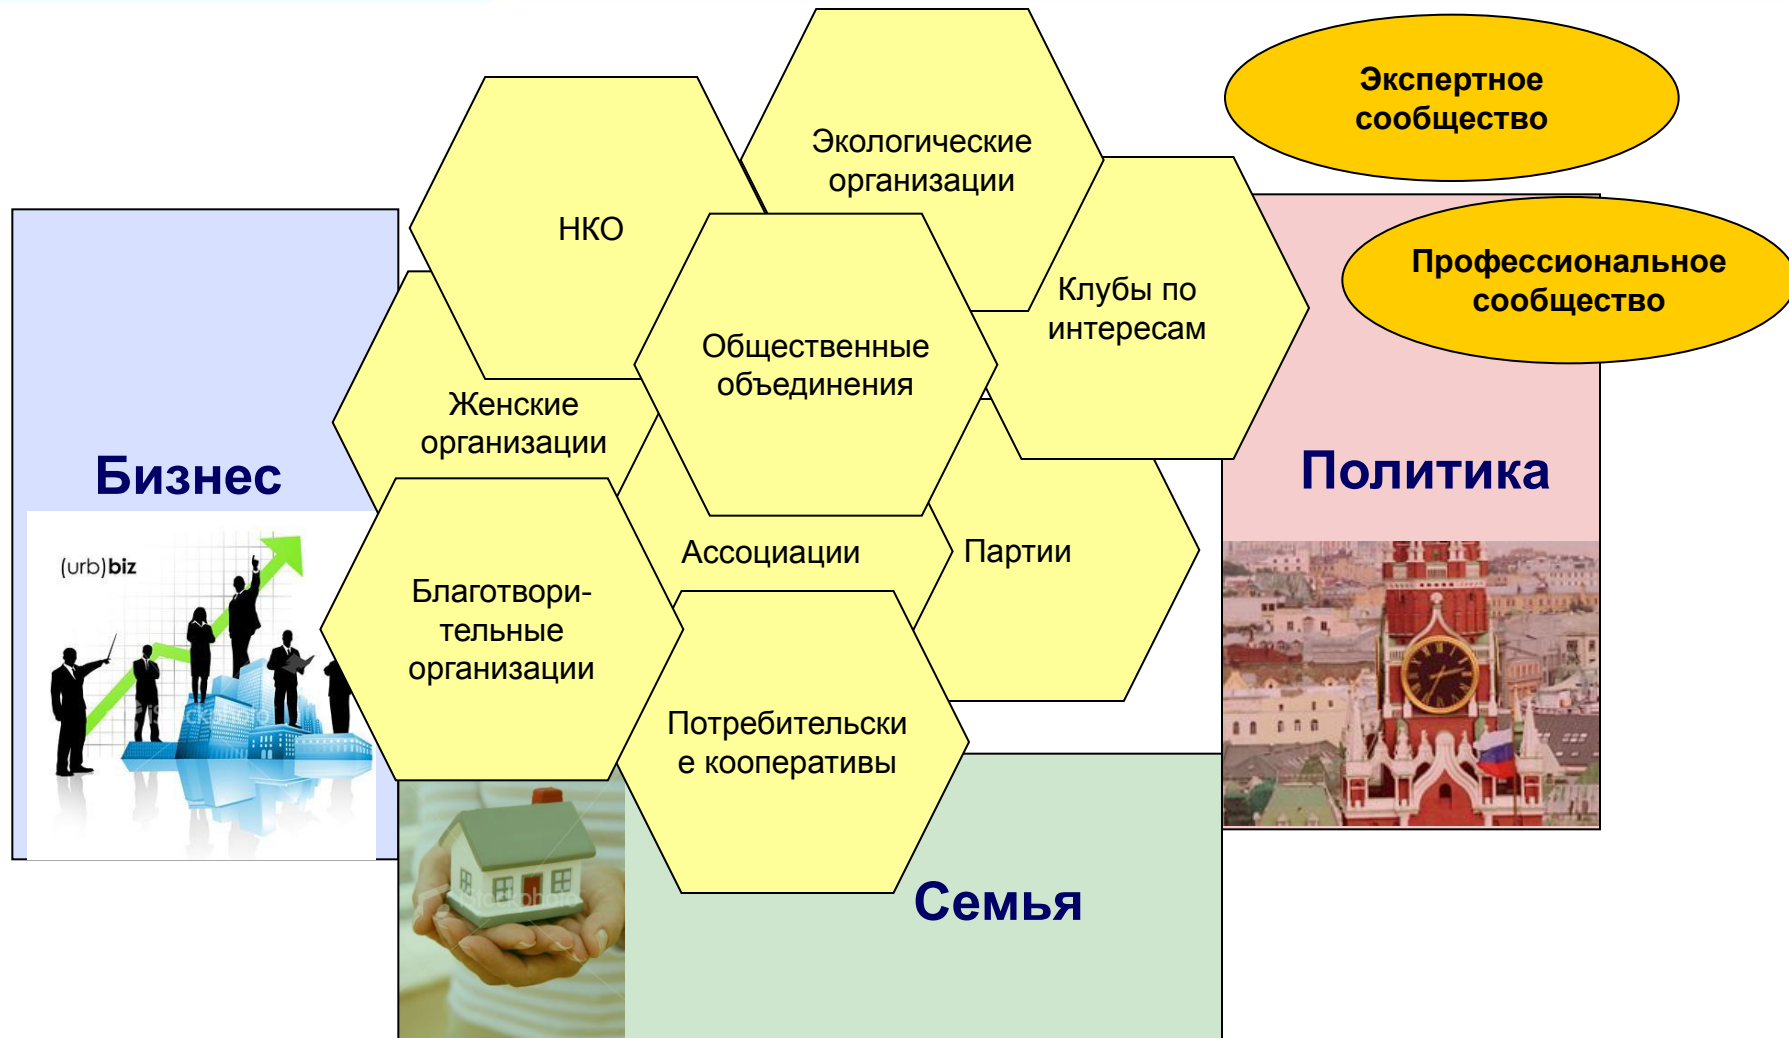 Экспертное
сообщество
Экологические
организации
НКО
Профессиональное
сообщество
Клубы по
интересам
Общественные
объединения
Женские
организации
Бизнес
Политика
(urb)biz
Ассоциации
Партии
Благотвори-
тельные
организации
Потребительски
е кооперативы
Семья